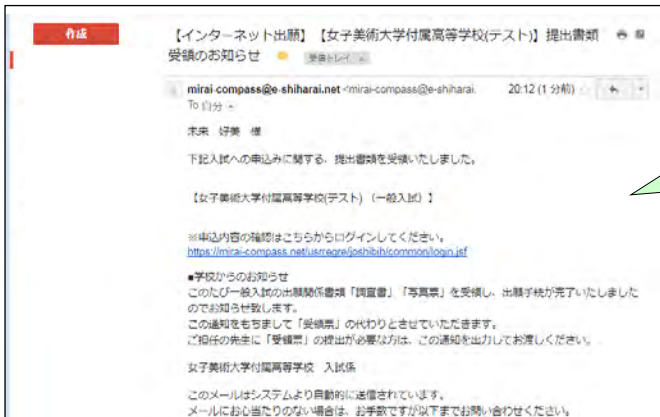 作成
【インターネット出願】【女子美術大学付属高等学校(テスト)】提出書類
受領のお知らせ 受信トレイ
mirai-compass@e-shiharai.net <mirai-compass@e-shiharai. 20:12 (1 分前)
To 自分
未来 好美 様
下記入試への申込みに関する、提出書類を受領いたしました。
【女子美術大学付属高等学校(テスト) （一般入試）】
※申込内容の確認はこちらからログインしてください。
https://mirai-compass.net/usrregre/joshibih/common/login.jsf
■学校からのお知らせ
このたび一般入試の出願関係書類「調査書」「写真票」を受領し、出願手続が完了いたしました
のでお知らせ致します。
この通知をもちまして「受領票」の代わりとさせていただきます。
ご担任の先生に「受領票」の提出が必要な方は、この通知を出力してお渡しください。
女子美術大学付属高等学校 入試係
このメールはシステムより自動的に送信されています。
メールにお心当たりのない場合は、お手数ですが以下までお問い合わせください。